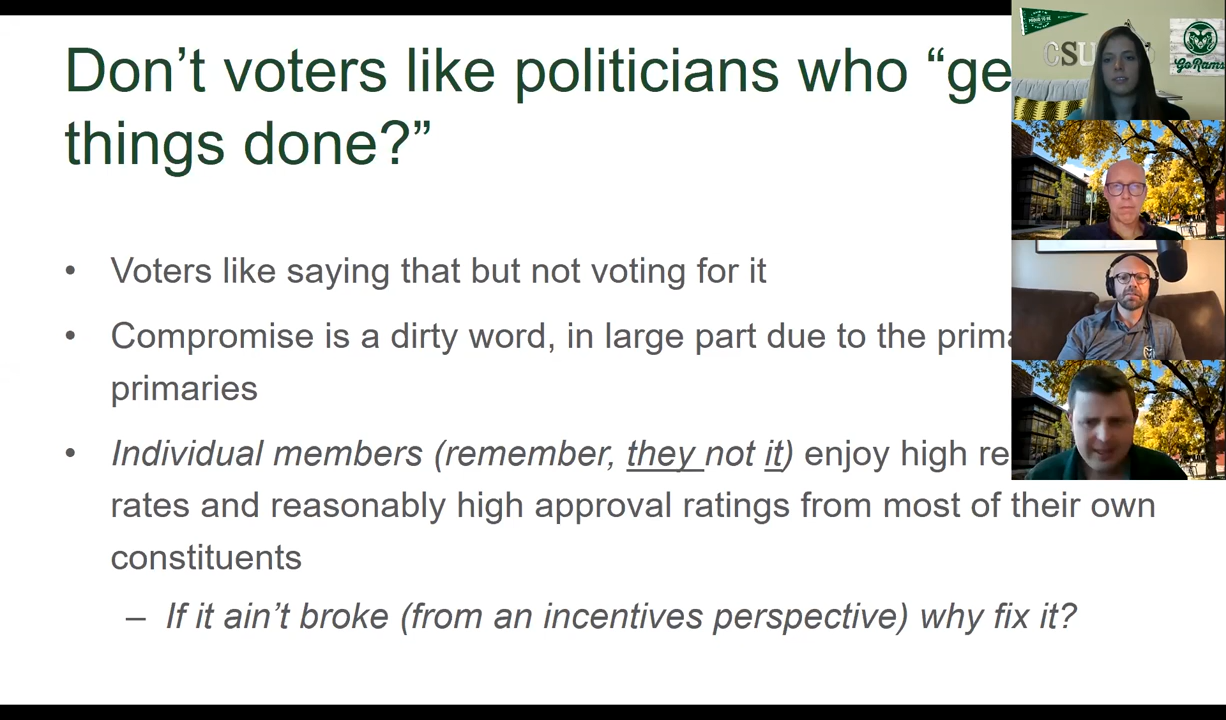 Don’t voters like politicians who “ge
things done?”
• Voters like saying that but not voting for it
• Compromise is a dirty word, in large part due to the prima
primaries
• Individual members (remember, they not it) enjoy high re
rates and reasonably high approval ratings from most of their own
constituents
– If it ain’t broke (from an incentives perspective) why fix it?
CSU
Go Rams